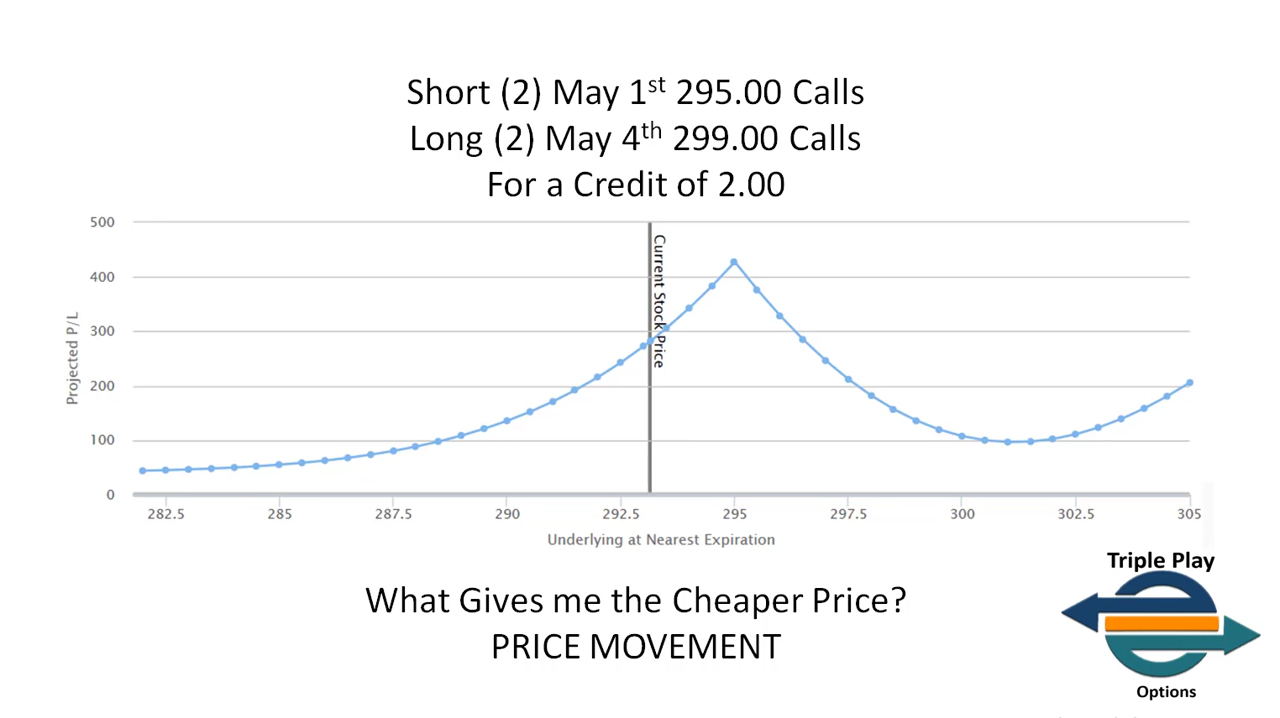 Short (2) May 1st 295.00 Calls
Long (2) May 4th 299.00 Calls
For a Credit of 2.00
500
400
300
200
100
0
Projected P/L
Current Stock Price
282.5 285 287.5 290 292.5 295 297.5 300 302.5 305
Underlying at Nearest Expiration
What Gives me the Cheaper Price?
PRICE MOVEMENT
Triple Play
Options